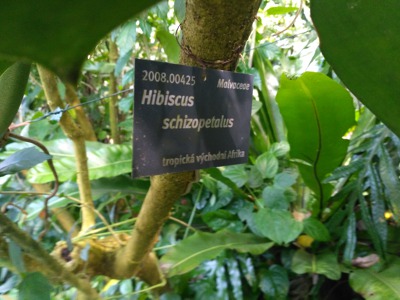 2008.00425 Malvaceae
Hibiscus
schizopetalus
tropická východní Afrika